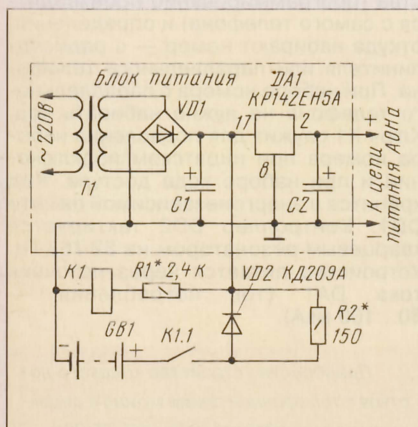 Блок питания
DA1
КР142ЕН5А
VD1
17
2
8
+
220В
T1
+
C1
+
C2
К цепи
питания АОНа
K1
R1* 2,4 к
VD2 КД209А
R2*
150
-
GB1
+
K1.1